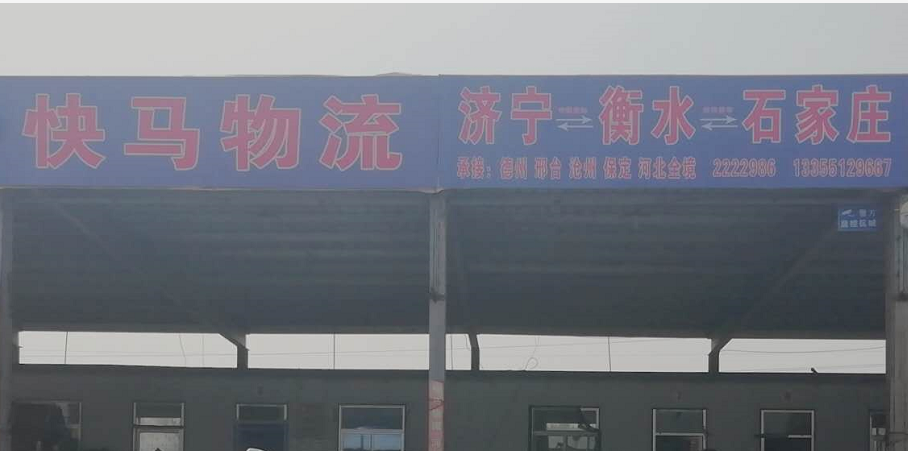 快马物流
济宁⇌衡水⇌石家庄
承接：德州 邢台 沧州 保定 河北全境 2222986 13355129687